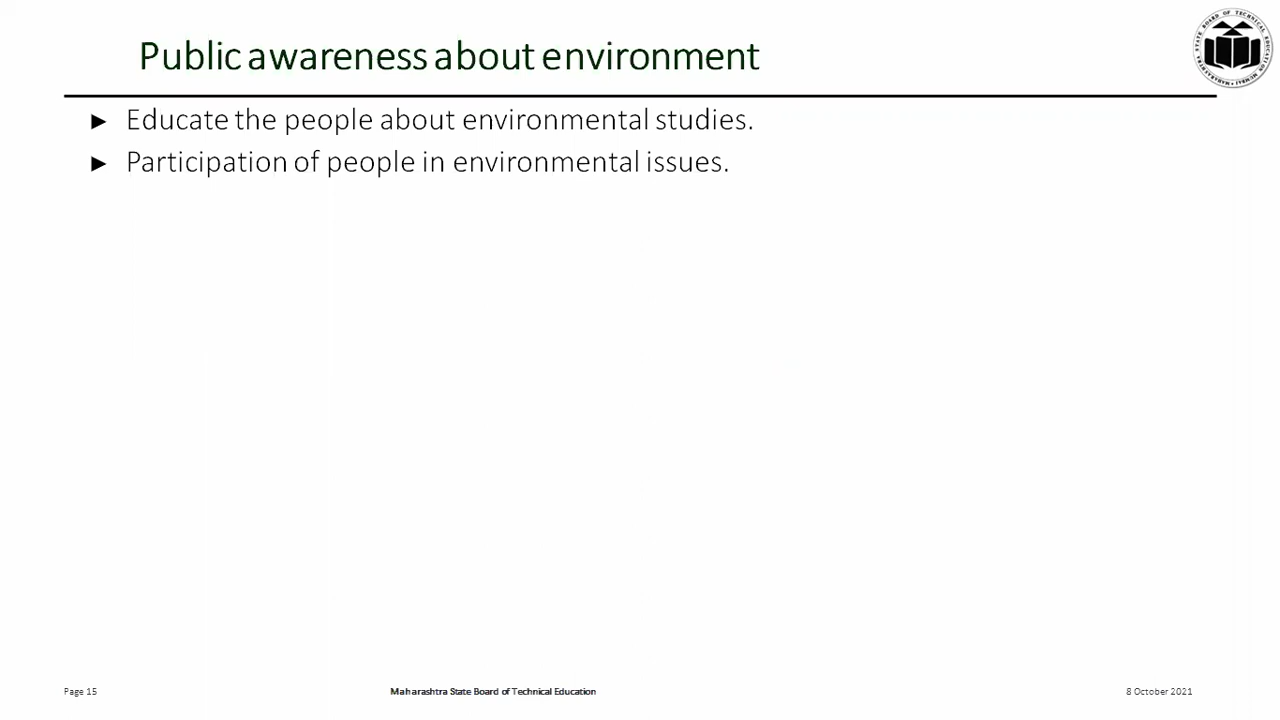 Public awareness about environment
► Educate the people about environmental studies.
► Participation of people in environmental issues.
Page 15
Maharashtra State Board of Technical Education
8 October 2021